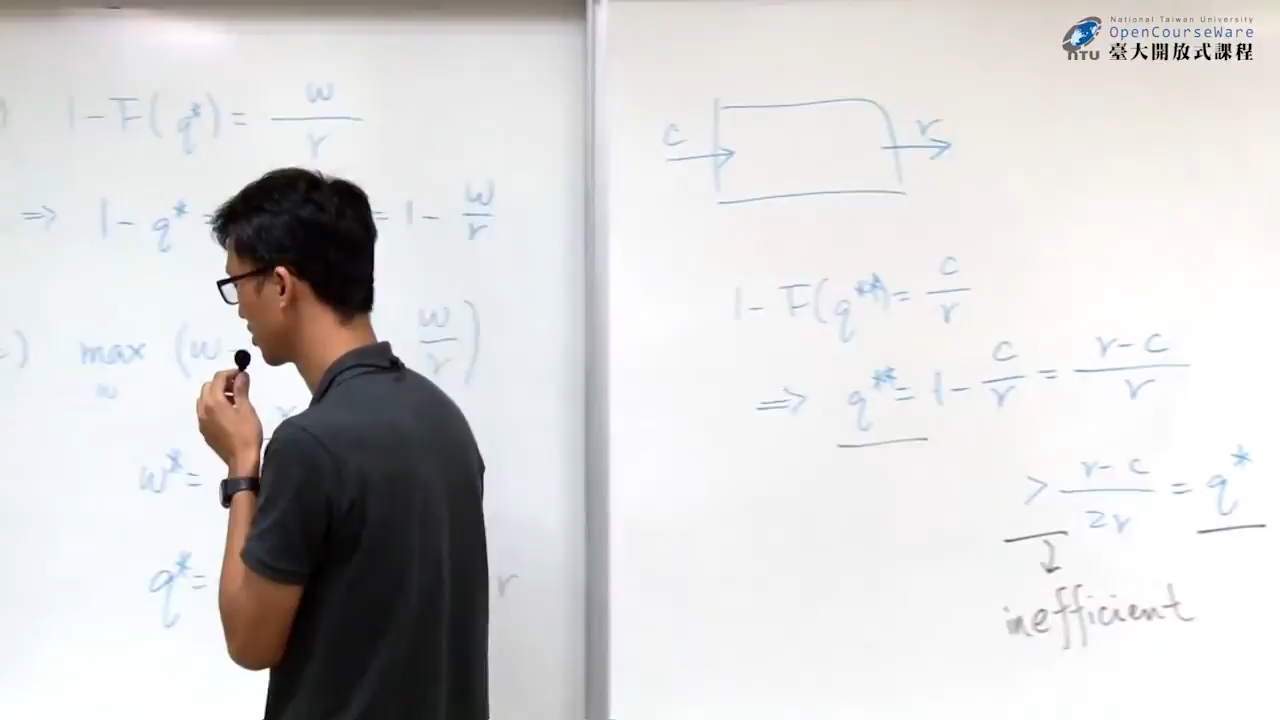 National Taiwan University
OpenCourseWare
NTU 臺大開放式課程
) 1-F(q*) = w/r
⇒ 1-q* = = 1 - w/r
) max w (w w/r)
w* =
q* = r
c r
1-F(q**) = c/r
⇒ q** = 1 - c/r = (r-c)/r
> (r-c)/2r = q*
↓
inefficient